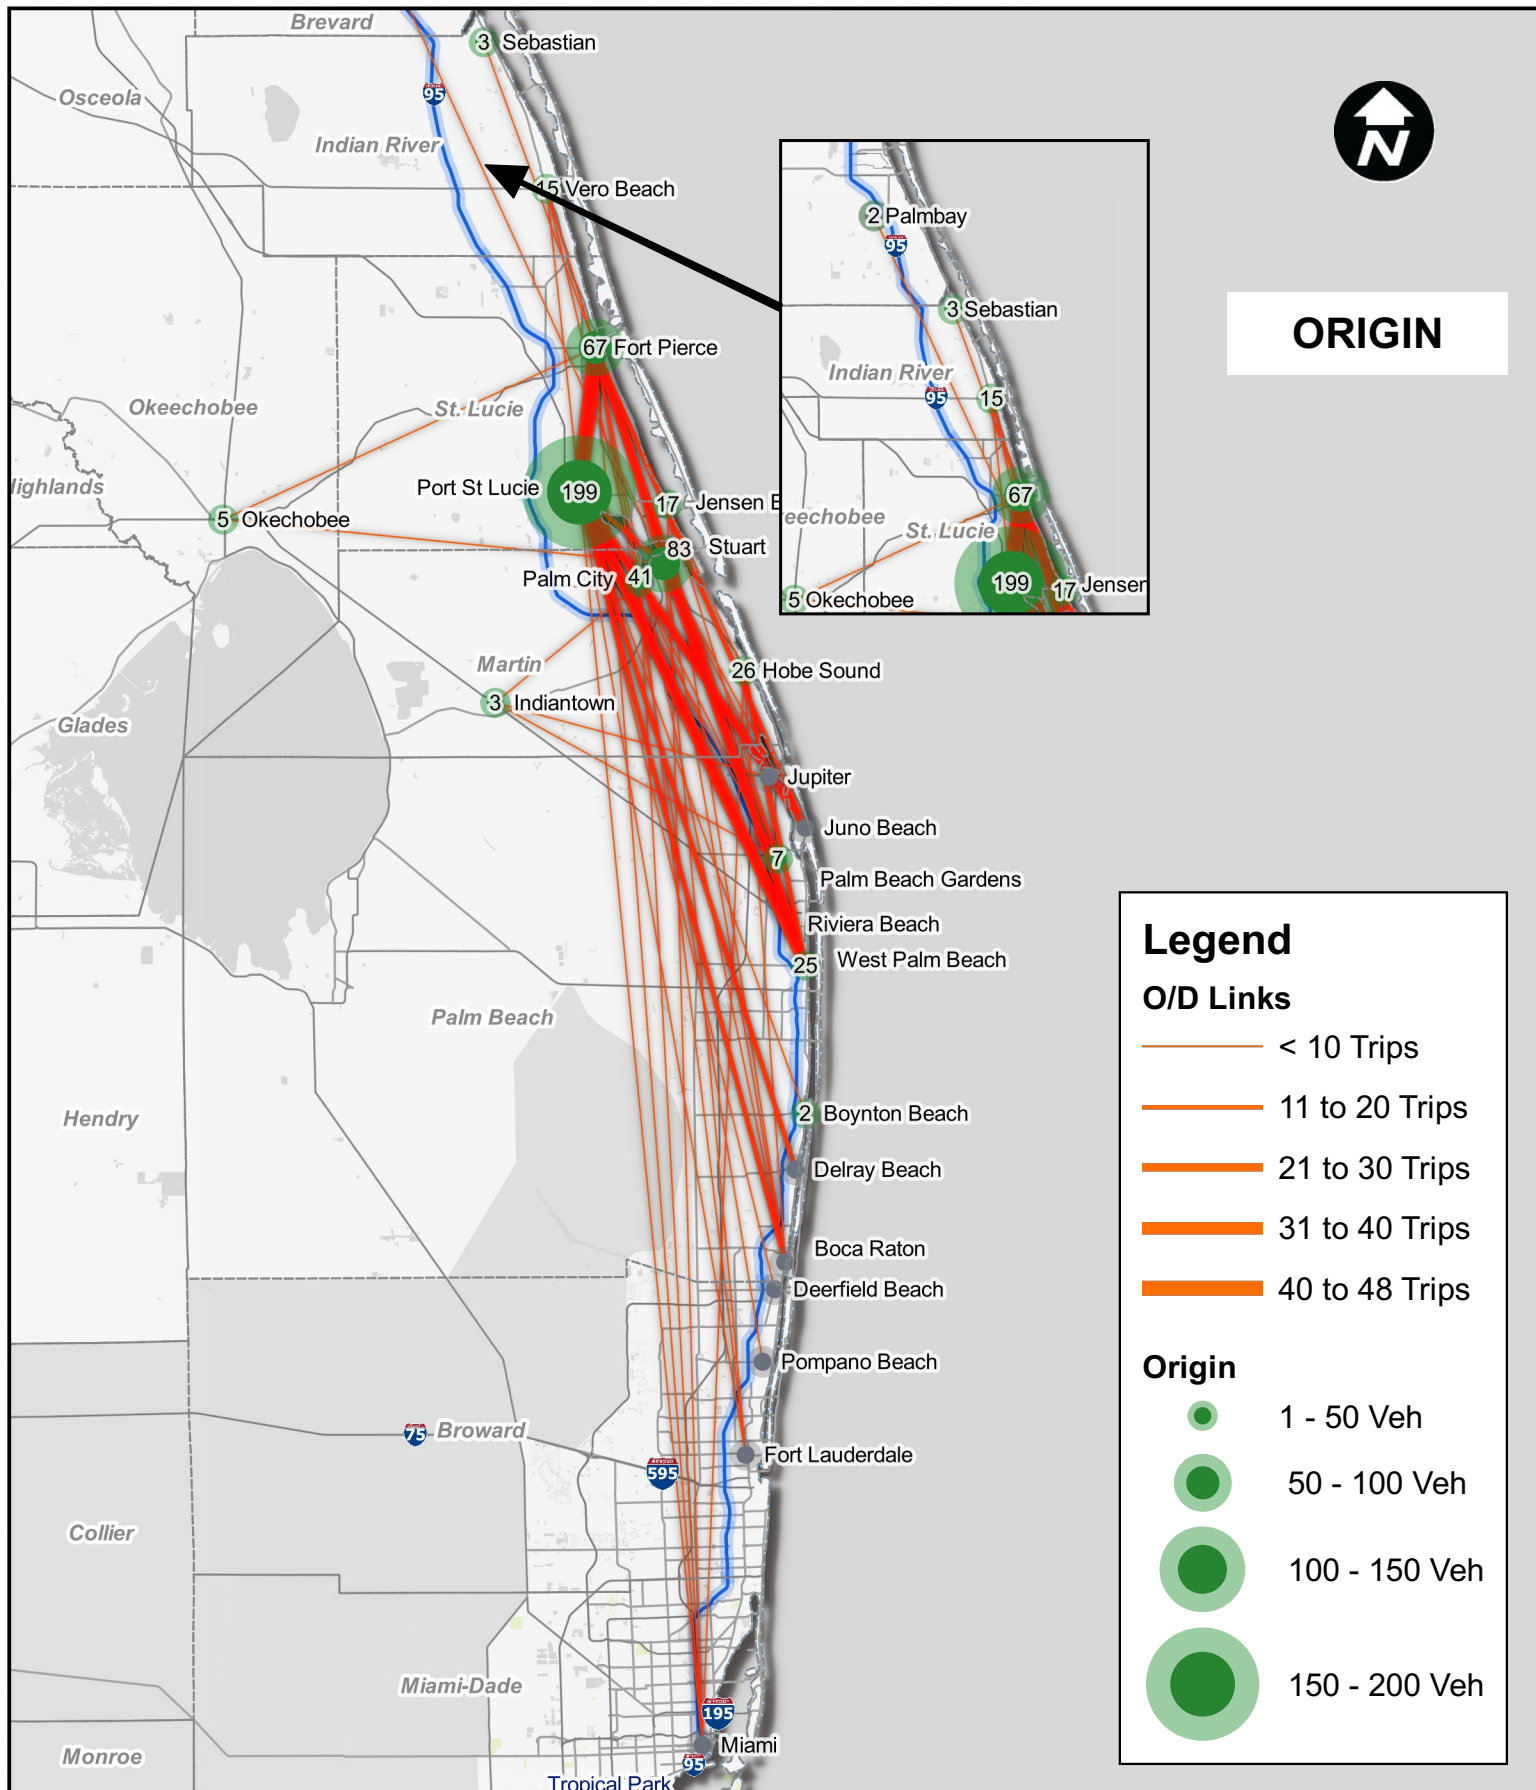 Brevard
3 Sebastian
95
Osceola
Indian River
15 Vero Beach
N
2 Palmbay
95
3 Sebastian
ORIGIN
67 Fort Pierce
Indian River
95
15
Okeechobee
St. Lucie
Port St Lucie
199
17
Jensen B
67
eechobee
St. Lucie
ighlands
5 Okechobee
83
Stuart
Palm City
41
199
17 Jensen
5 Okechobee
Martin
26 Hobe Sound
3 Indiantown
Glades
Jupiter
Juno Beach
7
Palm Beach Gardens
Riviera Beach
25
West Palm Beach
Palm Beach
Hendry
2 Boynton Beach
Delray Beach
Boca Raton
Deerfield Beach
Pompano Beach
75
Broward
Fort Lauderdale
595
Collier
Miami-Dade
195
Miami
95
Monroe
Tropical Park
Legend
O/D Links
< 10 Trips
11 to 20 Trips
21 to 30 Trips
31 to 40 Trips
40 to 48 Trips
Origin
1 - 50 Veh
50 - 100 Veh
100 - 150 Veh
150 - 200 Veh